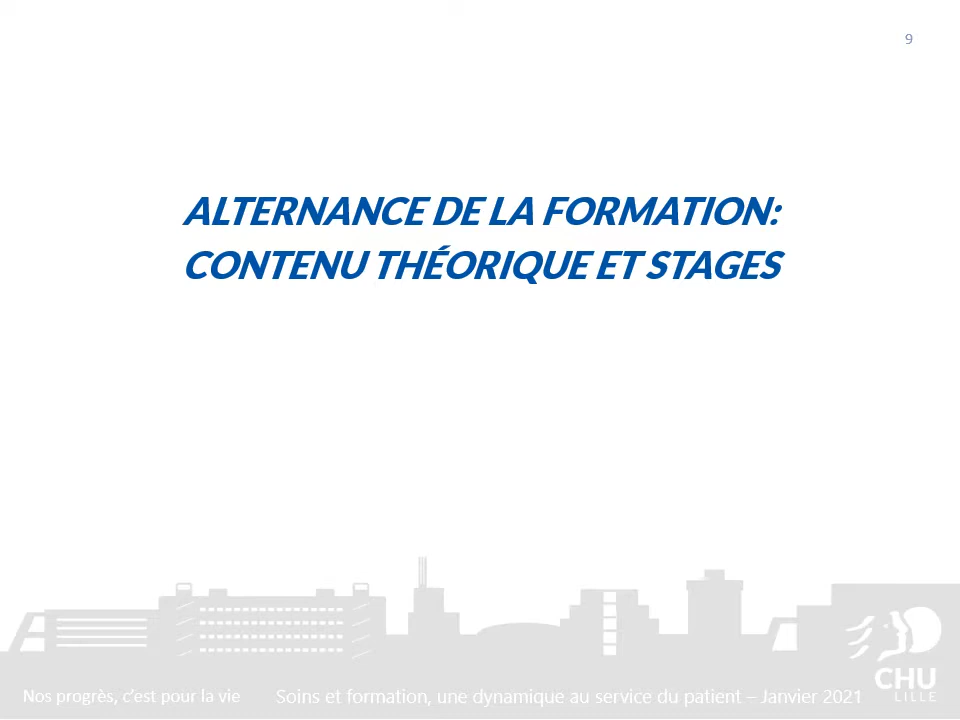 9
ALTERNANCE DE LA FORMATION:
CONTENU THÉORIQUE ET STAGES
Nos progrès, c'est pour la vie
Soins et formation, une dynamique au service du patient – Janvier 2021
CHU
LILLE